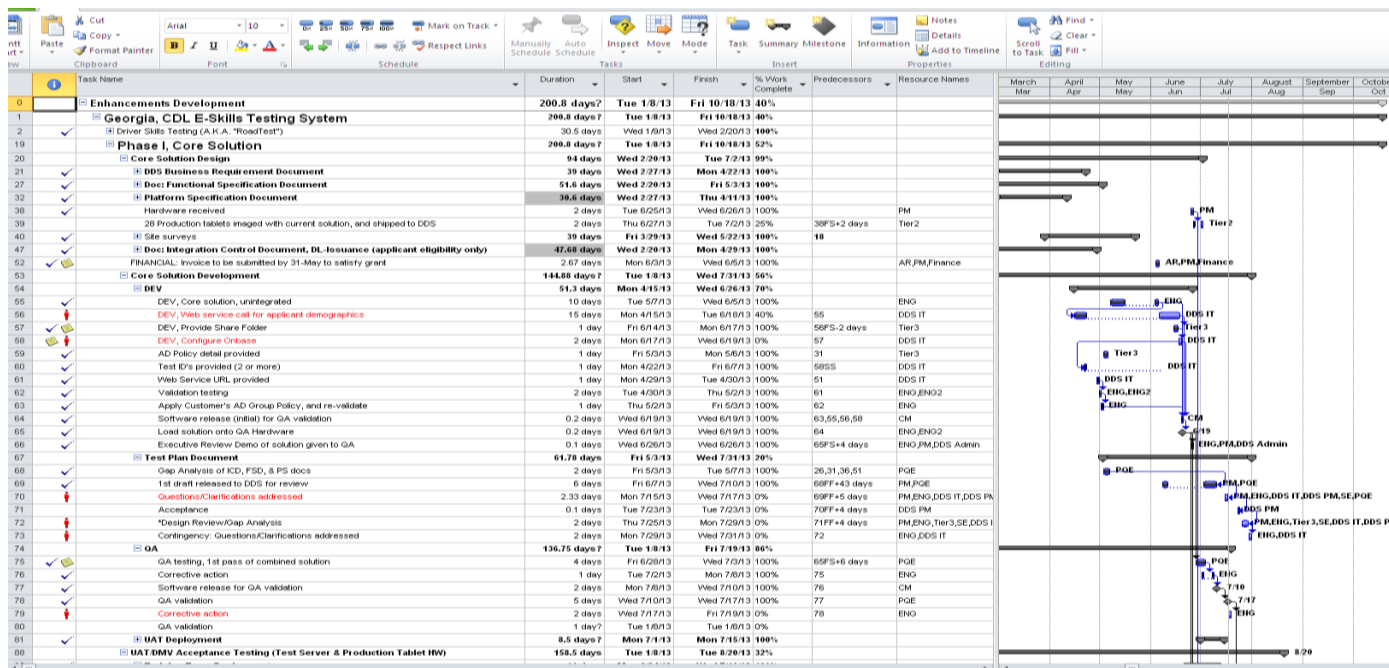 Cut
Copy
Format Painter
Paste
Clipboard
Arial 10
B I U A
Font
0% 25% 50% 75% 100%
Mark on Track
Respect Links
Schedule
Manually Schedule
Auto Schedule
Inspect Move Mode
Tasks
Task Summary Milestone
Insert
Information
Notes
Details
Add to Timeline
Properties
Scroll to Task
Find
Clear
Fill
Editing
Task Name Duration Start Finish % Work Complete Predecessors Resource Names
March April May June July August September October
Mar Apr May Jun Jul Aug Sep Oct
0 Enhancements Development 200.8 days? Tue 1/8/13 Fri 10/18/13 40%
1 Georgia, CDL E-Skills Testing System 200.8 days? Tue 1/8/13 Fri 10/18/13 40%
2 Driver Skills Testing (A.K.A. "RoadTest") 30.5 days Wed 1/9/13 Wed 2/20/13 100%
19 Phase I, Core Solution 200.8 days? Tue 1/8/13 Fri 10/18/13 52%
20 Core Solution Design 94 days Wed 2/20/13 Tue 7/2/13 99%
21 DDS Business Requirement Document 39 days Wed 2/27/13 Mon 4/22/13 100%
27 Doc: Functional Specification Document 51.6 days Wed 2/20/13 Fri 5/3/13 100%
32 Platform Specification Document 30.6 days Wed 2/27/13 Thu 4/11/13 100%
38 Hardware received 2 days Tue 6/25/13 Wed 6/26/13 100% PM PM
39 28 Production tablets imaged with current solution, and shipped to DDS 2 days Thu 6/27/13 Tue 7/2/13 25% 38FS+2 days Tier2 Tier2
40 Site surveys 39 days Fri 3/29/13 Wed 5/22/13 100% 18
47 Doc: Integration Control Document, DL-Issuance (applicant eligibility only) 47.68 days Wed 2/20/13 Mon 4/29/13 100%
52 FINANCIAL: Invoice to be submitted by 31-May to satisfy grant 2.67 days Mon 6/3/13 Wed 6/5/13 100% AR,PM,Finance AR,PM,Finance
53 Core Solution Development 144.88 days? Tue 1/8/13 Wed 7/31/13 56%
54 DEV 51.3 days Mon 4/15/13 Wed 6/26/13 70%
55 DEV, Core solution, unintegrated 10 days Tue 5/7/13 Wed 6/5/13 100% ENG ENG
56 DEV, Web service call for applicant demographics 15 days Mon 4/15/13 Tue 6/18/13 40% 55 DDS IT DDS IT
57 DEV, Provide Share Folder 1 day Fri 6/14/13 Mon 6/17/13 100% 56FS-2 days Tier3 Tier3
58 DEV, Configure Onbase 2 days Mon 6/17/13 Wed 6/19/13 0% 57 DDS IT DDS IT
59 AD Policy detail provided 1 day Fri 5/3/13 Mon 5/6/13 100% 31 Tier3 Tier3
60 Test ID's provided (2 or more) 1 day Mon 4/22/13 Fri 6/7/13 100% 58SS DDS IT DDS IT
61 Web Service URL provided 1 day Mon 4/29/13 Tue 4/30/13 100% 51 DDS IT DDS IT
62 Validation testing 2 days Tue 4/30/13 Thu 5/2/13 100% 61 ENG,ENG2 ENG,ENG2
63 Apply Customer's AD Group Policy, and re-validate 1 day Thu 5/2/13 Fri 5/3/13 100% 62 ENG ENG
64 Software release (initial) for QA validation 0.2 days Wed 6/19/13 Wed 6/19/13 100% 63,55,56,58 CM CM
65 Load solution onto QA Hardware 0.2 days Wed 6/19/13 Wed 6/19/13 100% 64 ENG,ENG2 6/19
66 Executive Review Demo of solution given to QA 0.1 days Wed 6/26/13 Wed 6/26/13 100% 65FS+4 days ENG,PM,DDS Admin ENG,PM,DDS Admin
67 Test Plan Document 61.78 days Fri 5/3/13 Wed 7/31/13 20%
68 Gap Analysis of ICD, FSD, & PS docs 2 days Fri 5/3/13 Tue 5/7/13 100% 26,31,36,51 PQE PQE
69 1st draft released to DDS for review 6 days Fri 6/7/13 Wed 7/10/13 100% 68FF+43 days PM,PQE PM,PQE
70 Questions/Clarifications addressed 2.33 days Mon 7/15/13 Wed 7/17/13 0% 69FF+5 days PM,ENG,DDS IT,DDS PM PM,ENG,DDS IT,DDS PM,SE,PQE
71 Acceptance 0.1 days Tue 7/23/13 Tue 7/23/13 0% 70FF+4 days DDS PM DDS PM
72 *Design Review/Gap Analysis 2 days Thu 7/25/13 Mon 7/29/13 0% 71FF+4 days PM,ENG,Tier3,SE,DDS I PM,ENG,Tier3,SE,DDS IT,DDS P
73 Contingency: Questions/Clarifications addressed 2 days Mon 7/29/13 Wed 7/31/13 0% 72 ENG,DDS IT ENG,DDS IT
74 QA 136.75 days? Tue 1/8/13 Fri 7/19/13 86%
75 QA testing, 1st pass of combined solution 4 days Fri 6/28/13 Wed 7/3/13 100% 65FS+6 days PQE PQE
76 Corrective action 1 day Tue 7/2/13 Mon 7/8/13 100% 75 ENG ENG
77 Software release for QA validation 2 days Mon 7/8/13 Wed 7/10/13 100% 76 CM 7/10
78 QA validation 5 days Wed 7/10/13 Wed 7/17/13 100% 77 PQE 7/17
79 Corrective action 2 days Wed 7/17/13 Fri 7/19/13 0% 78 ENG ENG
80 QA validation 1 day? Tue 1/8/13 Tue 1/8/13 0%
81 UAT Deployment 8.5 days? Mon 7/1/13 Mon 7/15/13 100%
88 UAT/DMV Acceptance Testing (Test Server & Production Tablet HW) 158.5 days Tue 1/8/13 Tue 8/20/13 32% 8/20